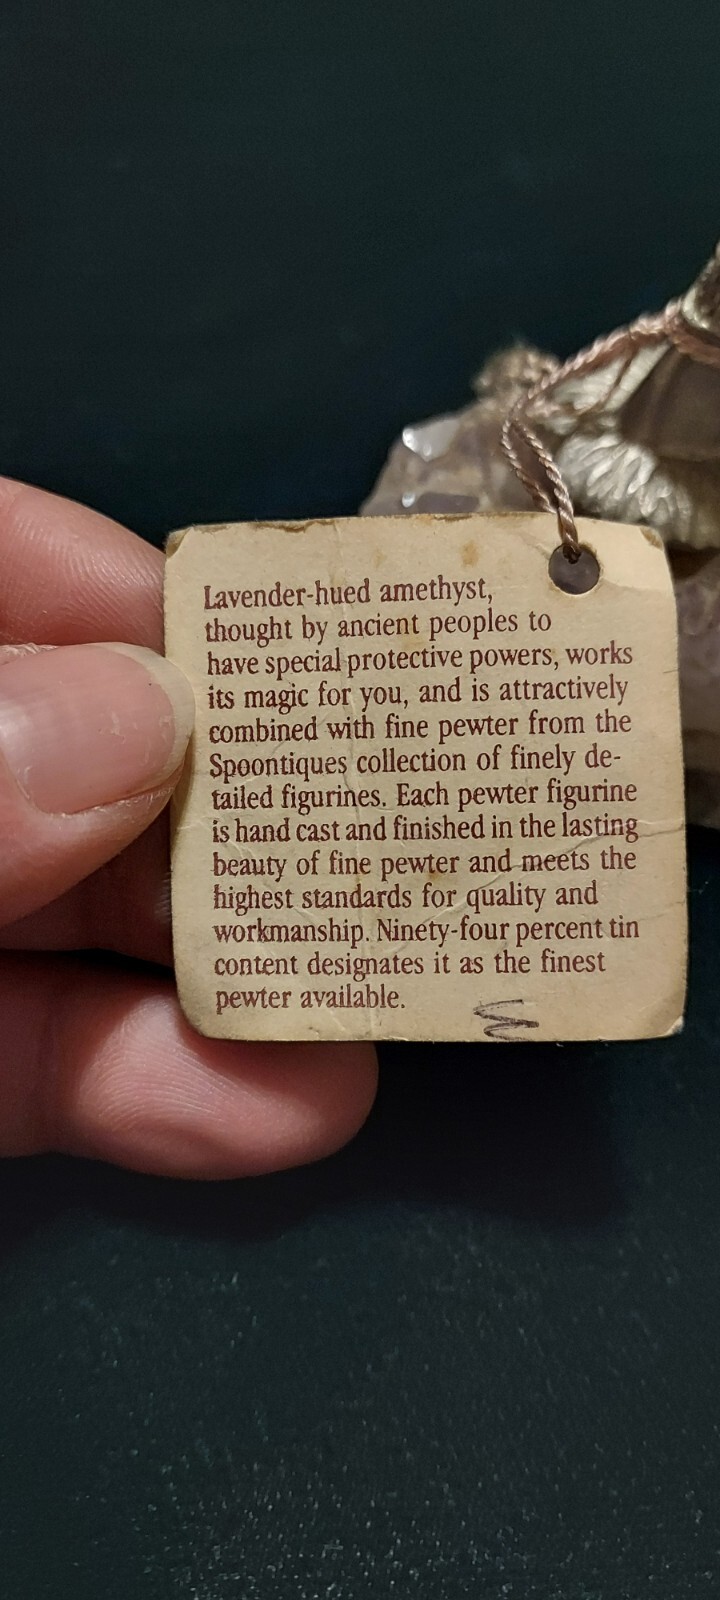 Lavender-hued amethyst,
thought by ancient peoples to
have special protective powers, works
its magic for you, and is attractively
combined with fine pewter from the
Spoontiques collection of finely de-
tailed figurines. Each pewter figurine
is hand cast and finished in the lasting
beauty of fine pewter and meets the
highest standards for quality and
workmanship. Ninety-four percent tin
content designates it as the finest
pewter available.